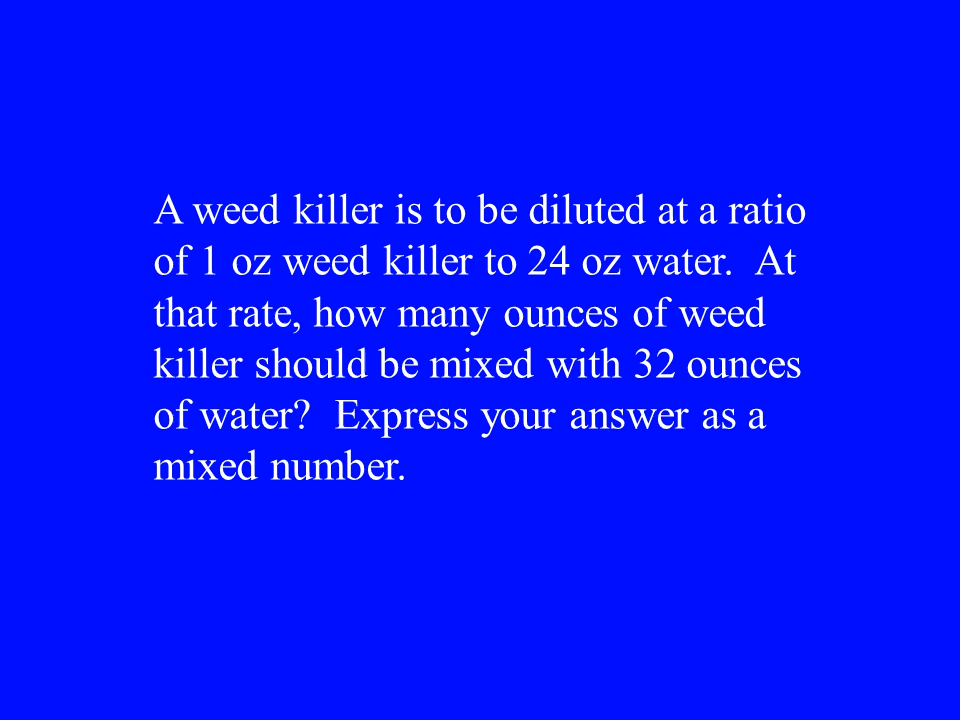 A weed killer is to be diluted at a ratio
of 1 oz weed killer to 24 oz water.  At
that rate, how many ounces of weed
killer should be mixed with 32 ounces
of water?  Express your answer as a
mixed number.